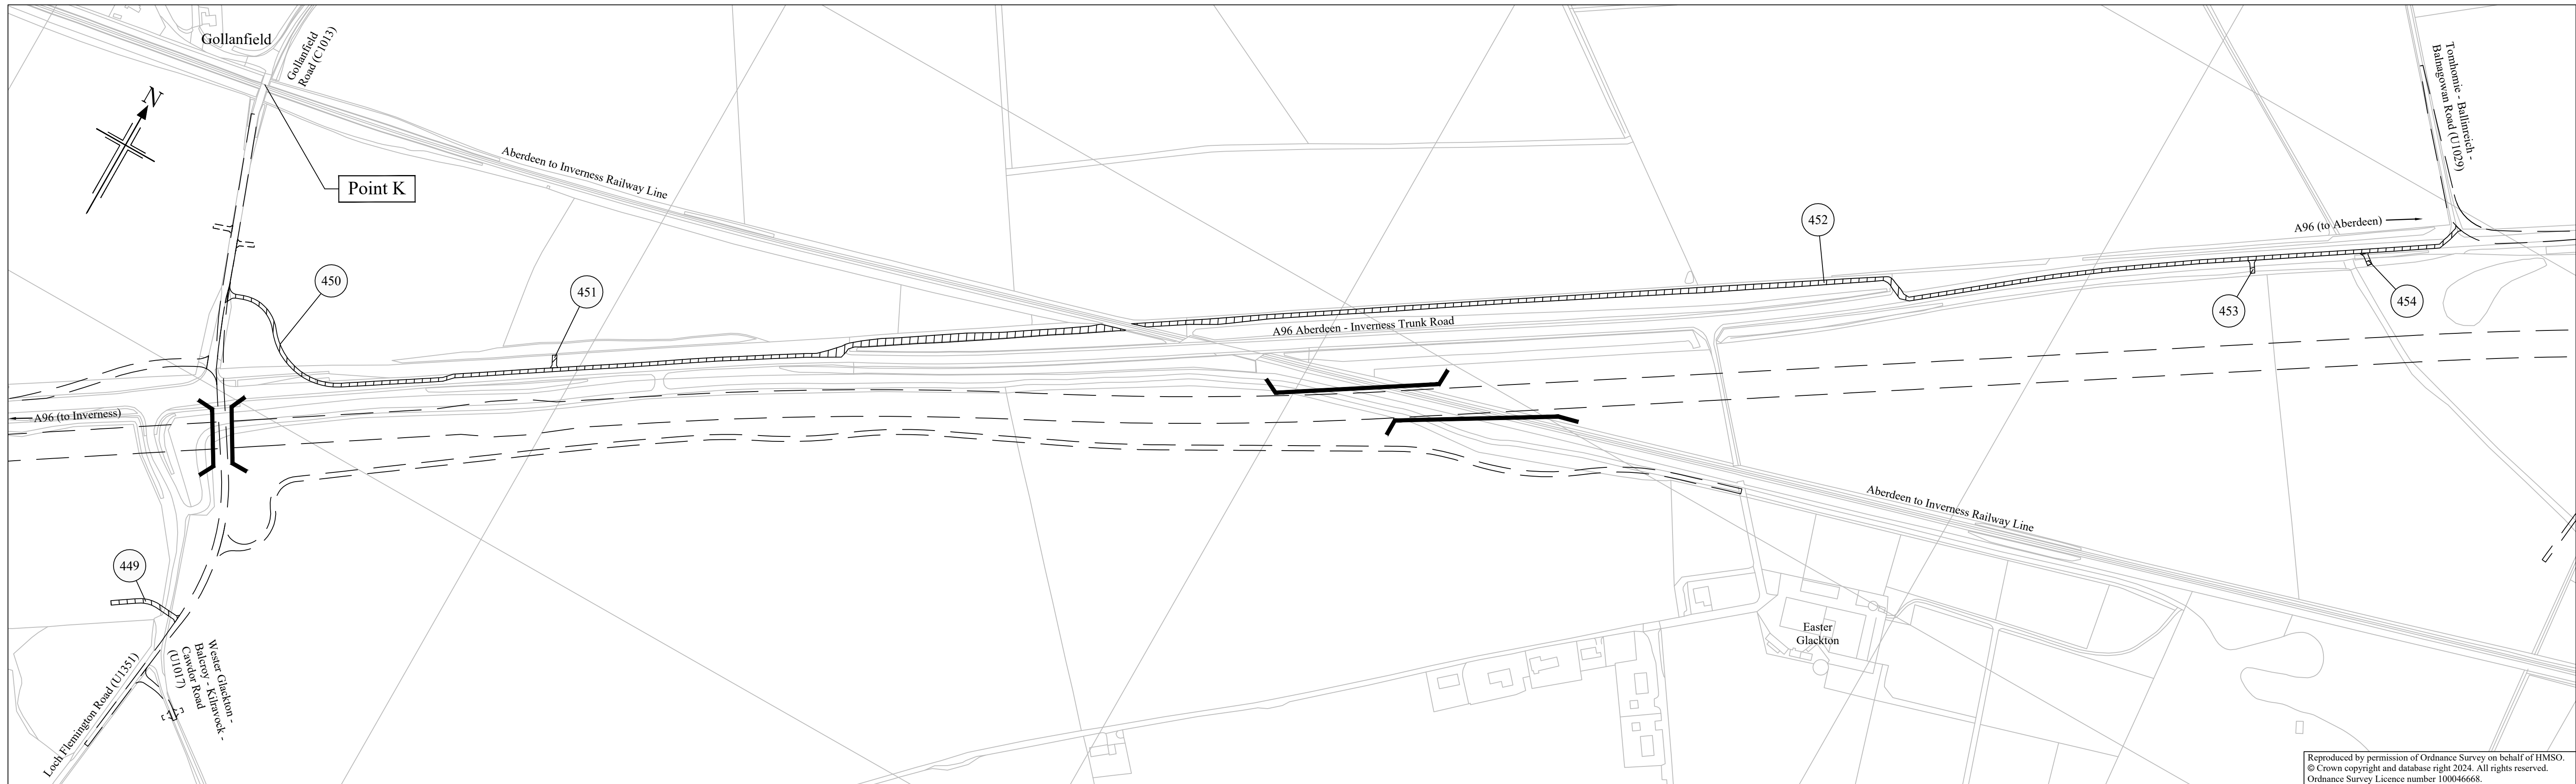 Gollanfield
Gollanfield
Road (C1013)
N
Point K
Aberdeen to Inverness Railway Line
Tomhomie - Ballinreich -
Balnagowan Road (U1029)
452
A96 (to Aberdeen)
450
451
453
454
A96 Aberdeen - Inverness Trunk Road
A96 (to Inverness)
Aberdeen to Inverness Railway Line
449
Easter
Glackton
Wester Glackton -
Balcroy - Kilravock -
Cawdor Road
(U1017)
Loch Flemington Road (U1351)
Reproduced by permission of Ordnance Survey on behalf of HMSO.
© Crown copyright and database right 2024. All rights reserved.
Ordnance Survey Licence number 100046668.